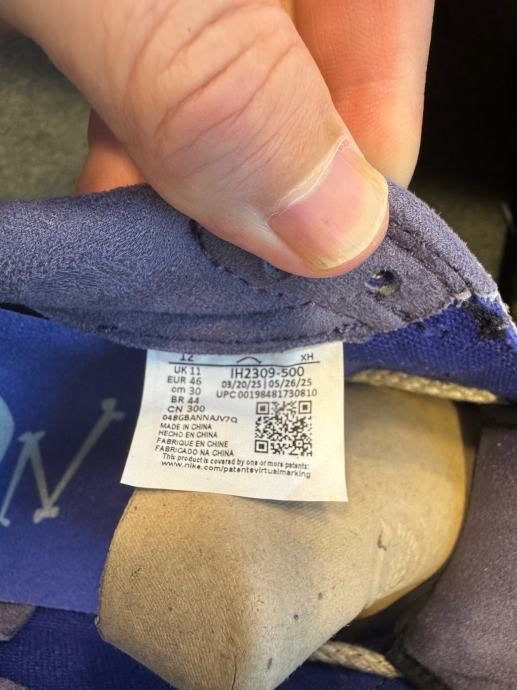 12 XH
UK 11 IH2309-500
EUR 46 03/20/25 | 05/26/25
cm 30 UPC 00198481730810
BR 44
CN 300
048GBANNAJV7Q
MADE IN CHINA
HECHO EN CHINA
FABRIQUE EN CHINE
FABRICADO NA CHINA
This product is covered by one or more patents:
www.nike.com/patentsvirtualmarking
N